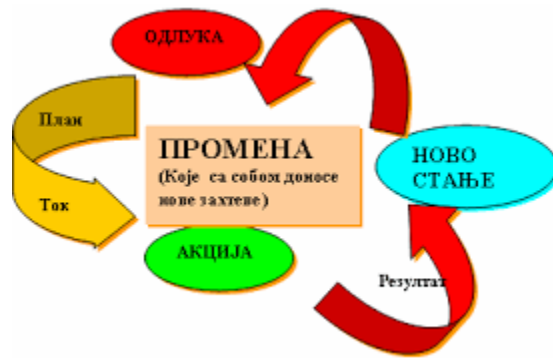 ОДЛУКА
План
ПРОМЕНА
(Које са собом доносе
нове захтеве)
НОВО
СТАЊЕ
Ток
АКЦИЈА
Резултат